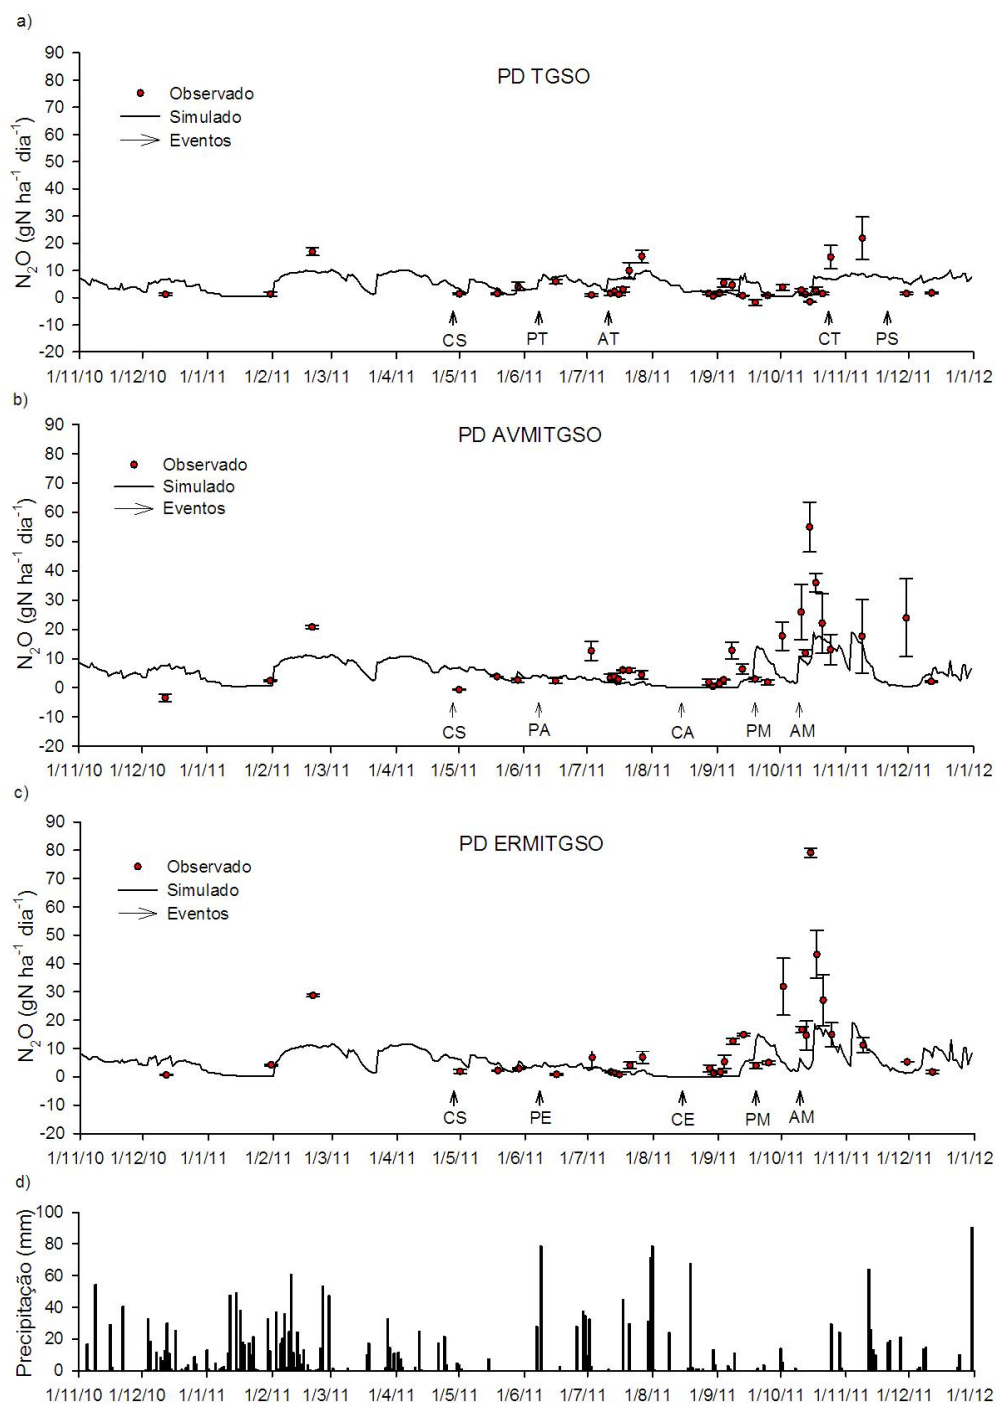 a)
90
80
70
60
50
40
30
20
10
0
-10
-20
N2O (gN ha-1 dia-1)
PD TGSO
Observado
Simulado
Eventos
CS PT AT CT PS
1/11/10 1/12/10 1/1/11 1/2/11 1/3/11 1/4/11 1/5/11 1/6/11 1/7/11 1/8/11 1/9/11 1/10/11 1/11/11 1/12/11 1/1/12
b)
90
80
70
60
50
40
30
20
10
0
-10
-20
N2O (gN ha-1 dia-1)
PD AVMITGSO
Observado
Simulado
Eventos
CS PA CA PM AM
1/11/10 1/12/10 1/1/11 1/2/11 1/3/11 1/4/11 1/5/11 1/6/11 1/7/11 1/8/11 1/9/11 1/10/11 1/11/11 1/12/11 1/1/12
c)
90
80
70
60
50
40
30
20
10
0
-10
-20
N2O (gN ha-1 dia-1)
PD ERMITGSO
Observado
Simulado
Eventos
CS PE CE PM AM
1/11/10 1/12/10 1/1/11 1/2/11 1/3/11 1/4/11 1/5/11 1/6/11 1/7/11 1/8/11 1/9/11 1/10/11 1/11/11 1/12/11 1/1/12
d)
100
80
60
40
20
0
Precipitação (mm)
1/11/10 1/12/10 1/1/11 1/2/11 1/3/11 1/4/11 1/5/11 1/6/11 1/7/11 1/8/11 1/9/11 1/10/11 1/11/11 1/12/11 1/1/12